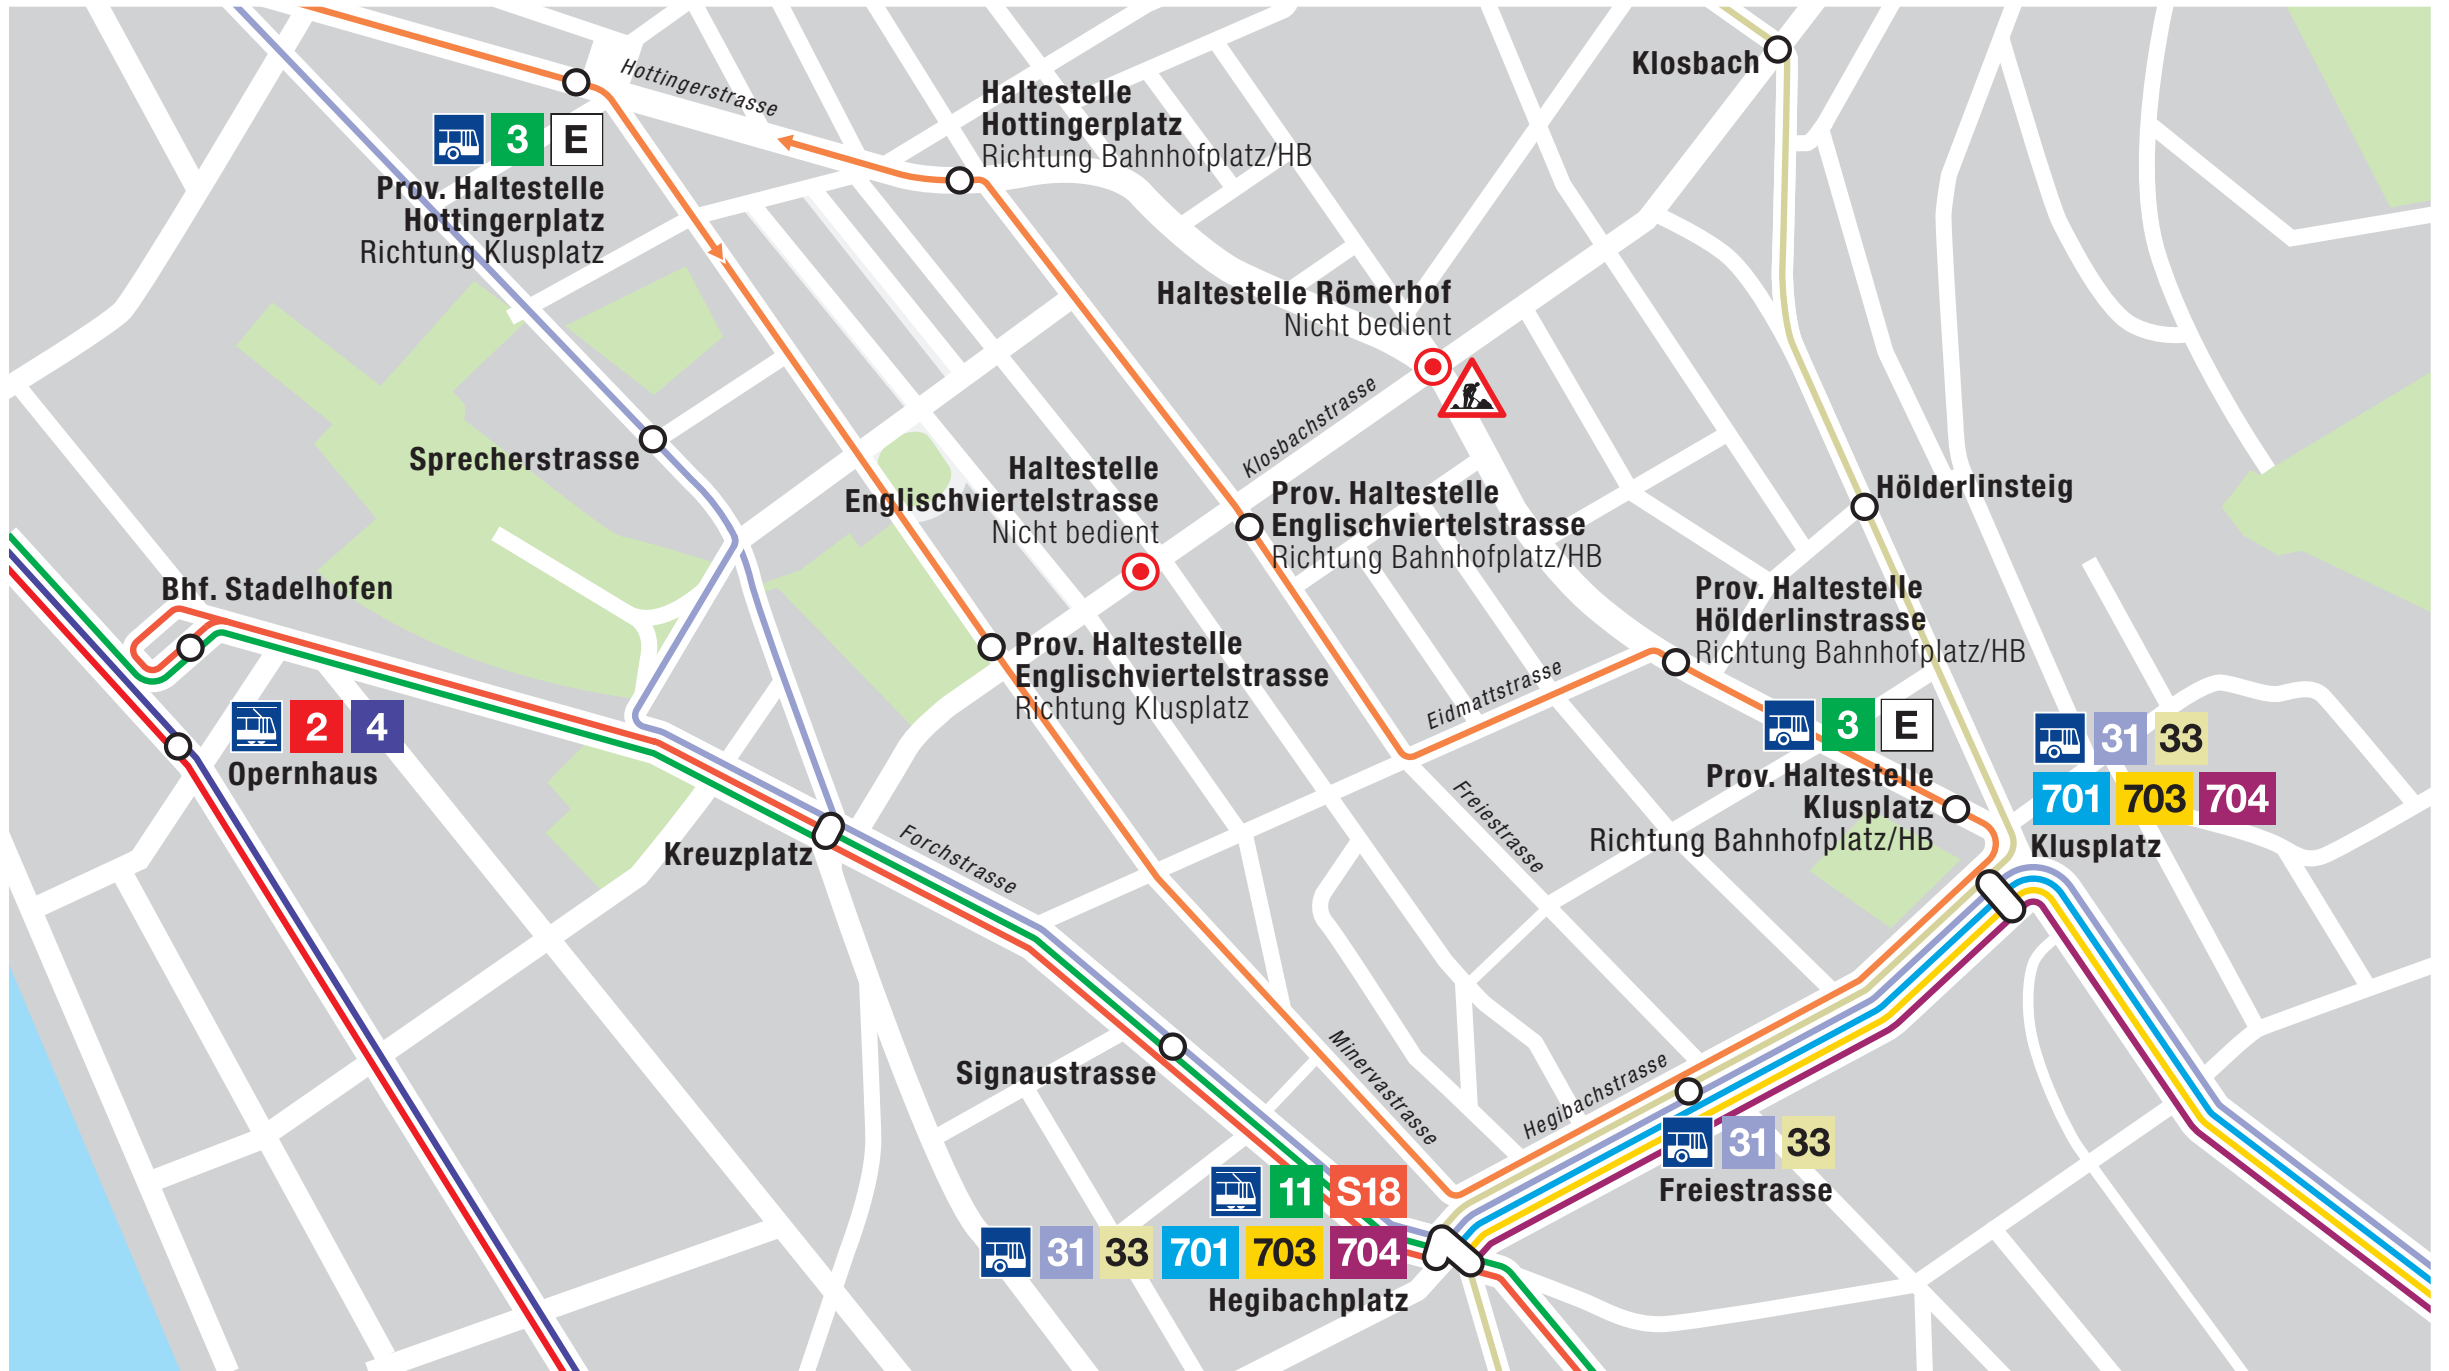 Klosbach
Hottingerstrasse
Haltestelle
Hottingerplatz
Richtung Bahnhofplatz/HB
3 E
Prov. Haltestelle
Hottingerplatz
Richtung Klusplatz
Haltestelle Römerhof
Nicht bedient
Klosbachstrasse
Sprecherstrasse
Haltestelle
Englischviertelstrasse
Nicht bedient
Prov. Haltestelle
Englischviertelstrasse
Richtung Bahnhofplatz/HB
Hölderlinsteig
Bhf. Stadelhofen
Prov. Haltestelle
Hölderlinstrasse
Richtung Bahnhofplatz/HB
Prov. Haltestelle
Englischviertelstrasse
Richtung Klusplatz
Eidmattstrasse
2 4
Opernhaus
3 E
Prov. Haltestelle
Klusplatz
Richtung Bahnhofplatz/HB
31 33
701 703 704
Klusplatz
Freiestrasse
Kreuzplatz
Forchstrasse
Signaustrasse
Minervastrasse
Hegibachstrasse
31 33
Freiestrasse
11 S18
31 33 701 703 704
Hegibachplatz